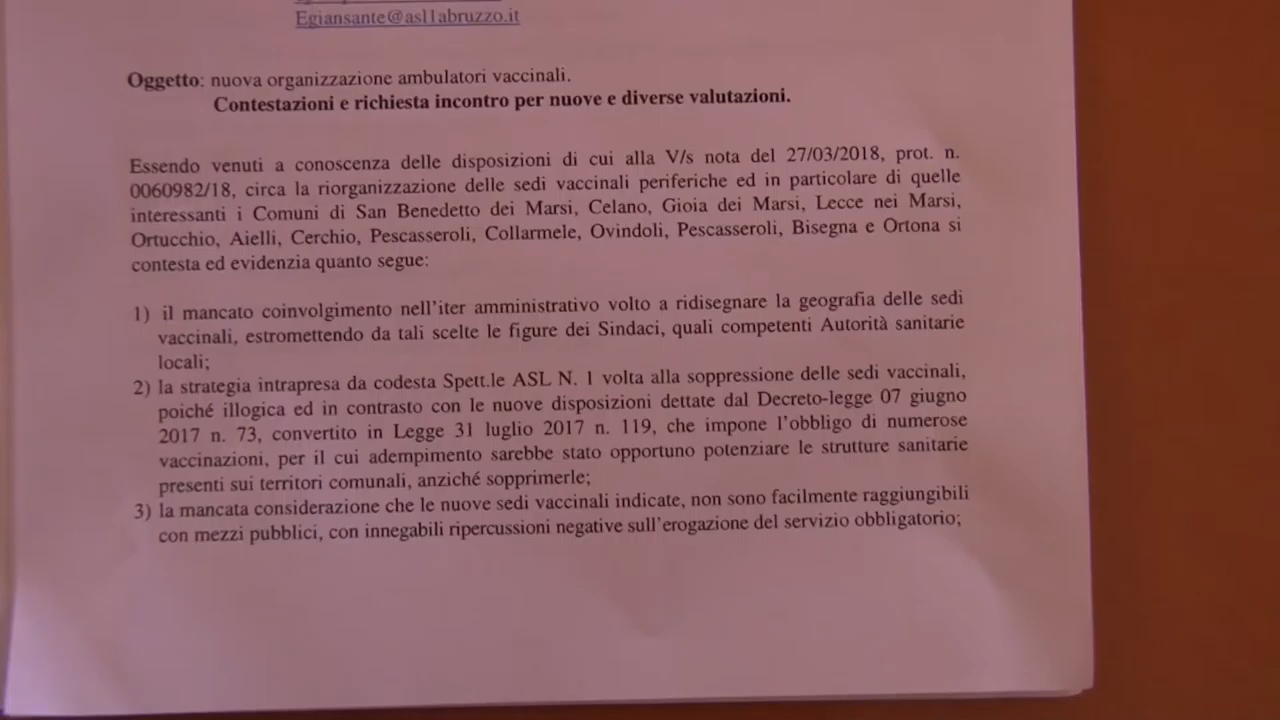 Egiansante@asl1abruzzo.it
Oggetto: nuova organizzazione ambulatori vaccinali.
Contestazioni e richiesta incontro per nuove e diverse valutazioni.
Essendo venuti a conoscenza delle disposizioni di cui alla V/s nota del 27/03/2018, prot. n.
0060982/18, circa la riorganizzazione delle sedi vaccinali periferiche ed in particolare di quelle
interessanti i Comuni di San Benedetto dei Marsi, Celano, Gioia dei Marsi, Lecce nei Marsi,
Ortucchio, Aielli, Cerchio, Pescasseroli, Collarmele, Ovindoli, Pescasseroli, Bisegna e Ortona si
contesta ed evidenzia quanto segue:
1) il mancato coinvolgimento nell'iter amministrativo volto a ridisegnare la geografia delle sedi
vaccinali, estromettendo da tali scelte le figure dei Sindaci, quali competenti Autorità sanitarie
locali;
2) la strategia intrapresa da codesta Spett.le ASL N. 1 volta alla soppressione delle sedi vaccinali,
poiché illogica ed in contrasto con le nuove disposizioni dettate dal Decreto-legge 07 giugno
2017 n. 73, convertito in Legge 31 luglio 2017 n. 119, che impone l'obbligo di numerose
vaccinazioni, per il cui adempimento sarebbe stato opportuno potenziare le strutture sanitarie
presenti sui territori comunali, anziché sopprimerle;
3) la mancata considerazione che le nuove sedi vaccinali indicate, non sono facilmente raggiungibili
con mezzi pubblici, con innegabili ripercussioni negative sull'erogazione del servizio obbligatorio;